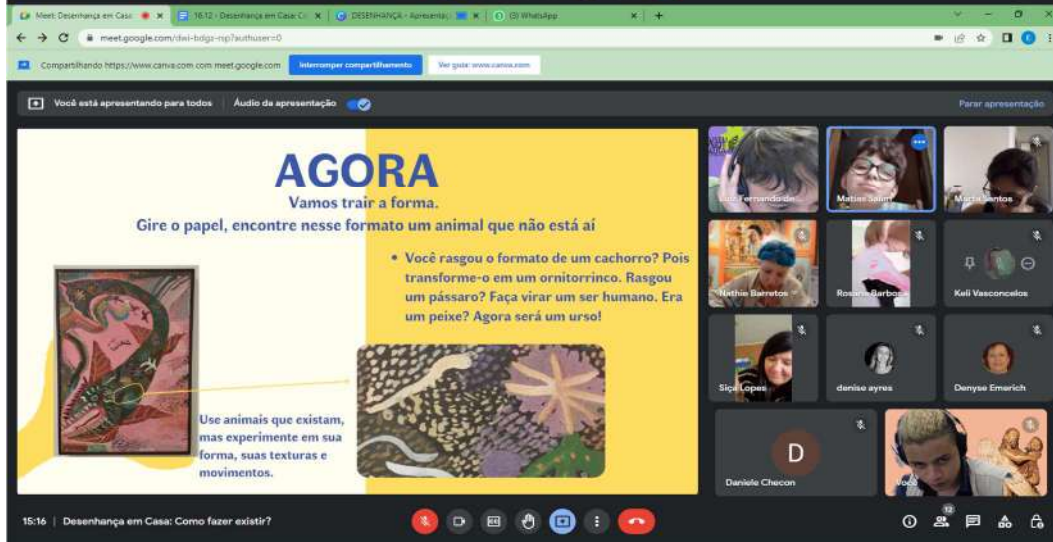 Meet: Desenhança em Casa
16.12 - Desenhança em Casa: Co
DESENHANÇA - Apresentaç
(3) WhatsApp
meet.google.com/dwi-bdgz-nsp?authuser=0
Compartilhando https://www.canva.com com meet.google.com
Interromper compartilhamento
Ver guia: www.canva.com
Você está apresentando para todos
Áudio da apresentação
Parar apresentação
AGORA
Vamos trair a forma.
Gire o papel, encontre nesse formato um animal que não está aí
• Você rasgou o formato de um cachorro? Pois
transforme-o em um ornitorrinco. Rasgou
um pássaro? Faça virar um ser humano. Era
um peixe? Agora será um urso!
Use animais que existam,
mas experimente em sua
forma, suas texturas e
movimentos.
Fernando de
Matias Salim
Marta Santos
Nathie Barretos
Rosana Barbosa
Keli Vasconcelos
Siça Lopes
denise ayres
Denyse Emerich
D
Daniele Checon
Você
15:16 | Desenhança em Casa: Como fazer existir?
12